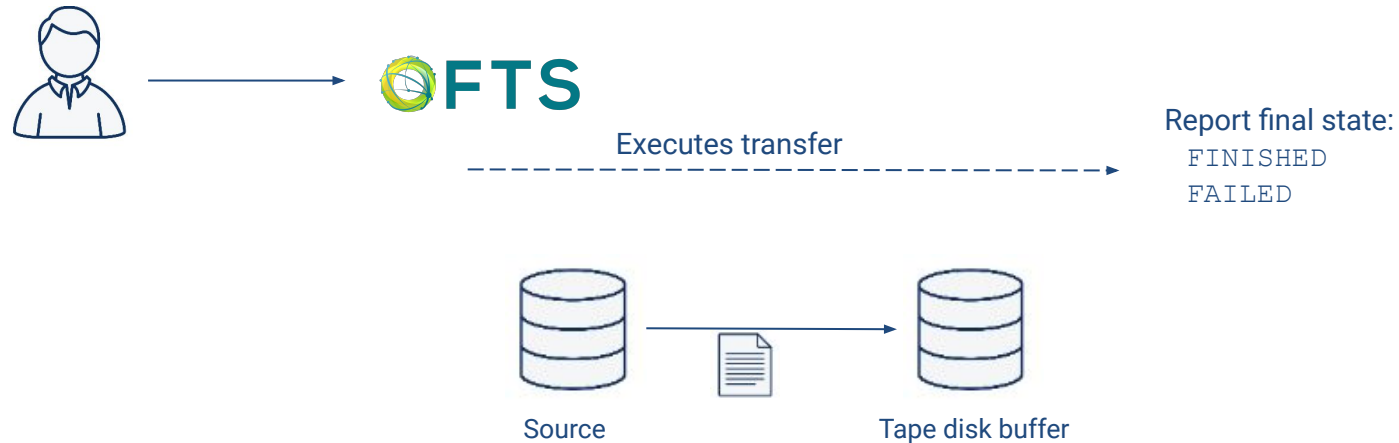 FTS
Executes transfer
Report final state:
FINISHED
FAILED
Source
Tape disk buffer